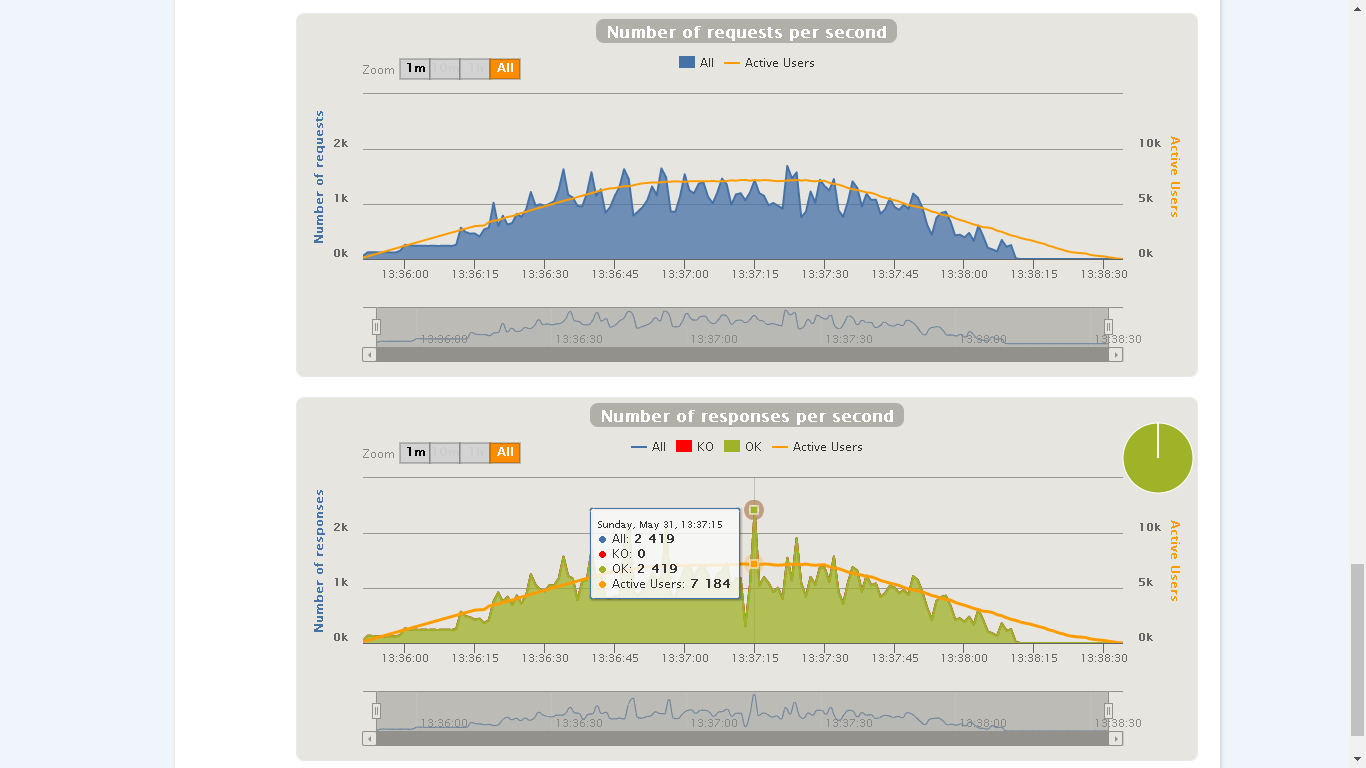 Number of requests per second
Zoom 1m 10m 1h All
All Active Users
Number of requests
2k
1k
0k
10k
5k
0k
Active Users
13:36:00 13:36:15 13:36:30 13:36:45 13:37:00 13:37:15 13:37:30 13:37:45 13:38:00 13:38:15 13:38:30
13:36:00 13:36:30 13:37:00 13:37:30 13:38:00 13:38:30
Number of responses per second
Zoom 1m 10m 1h All
All KO OK Active Users
Number of responses
2k
1k
0k
Sunday, May 31, 13:37:15
All: 2 419
KO: 0
OK: 2 419
Active Users: 7 184
10k
5k
0k
Active Users
13:36:00 13:36:15 13:36:30 13:36:45 13:37:00 13:37:15 13:37:30 13:37:45 13:38:00 13:38:15 13:38:30
13:36:00 13:36:30 13:37:00 13:37:30 13:38:00 13:38:30